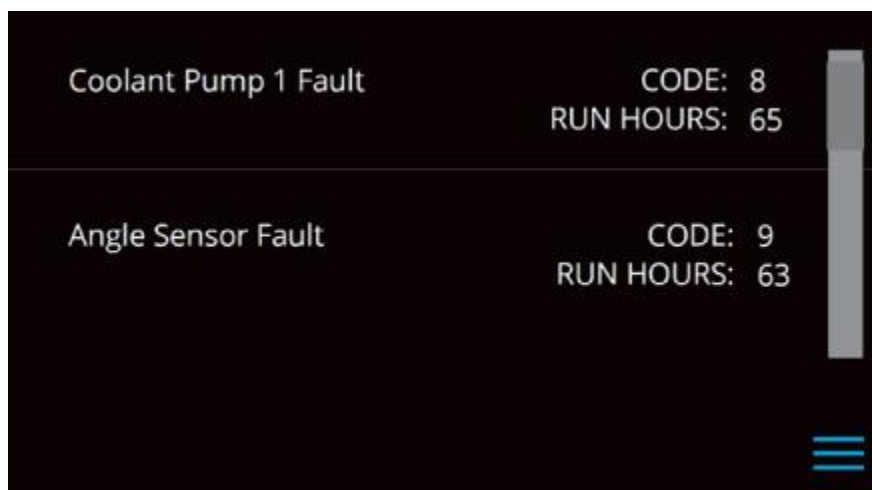 Coolant Pump 1 Fault CODE: 8
RUN HOURS: 65
Angle Sensor Fault CODE: 9
RUN HOURS: 63